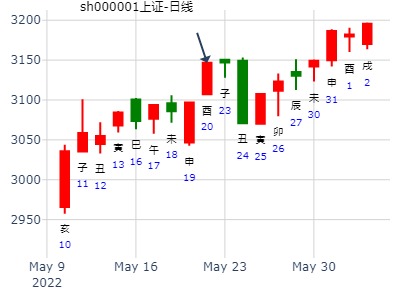 sh000001上证-日线
3200
3150
3100
3050
3000
2950
亥
10
子
11
丑
12
寅
13
巳
16
午
17
未
18
申
19
酉
20
子
23
丑
24
寅
25
卯
26
辰
27
未
30
申
31
酉
1
戌
2
May 9
2022
May 16
May 23
May 30